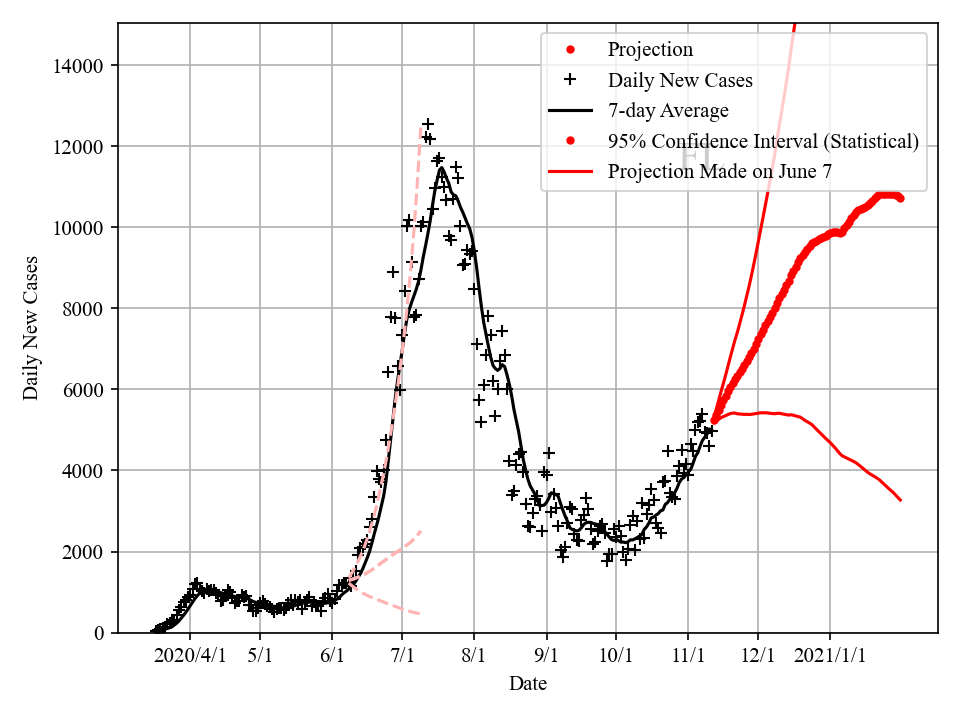 14000
12000
10000
8000
6000
4000
2000
0
Daily New Cases
2020/4/1 5/1 6/1 7/1 8/1 9/1 10/1 11/1 12/1 2021/1/1
Date
FL
Projection
Daily New Cases
7-day Average
95% Confidence Interval (Statistical)
Projection Made on June 7